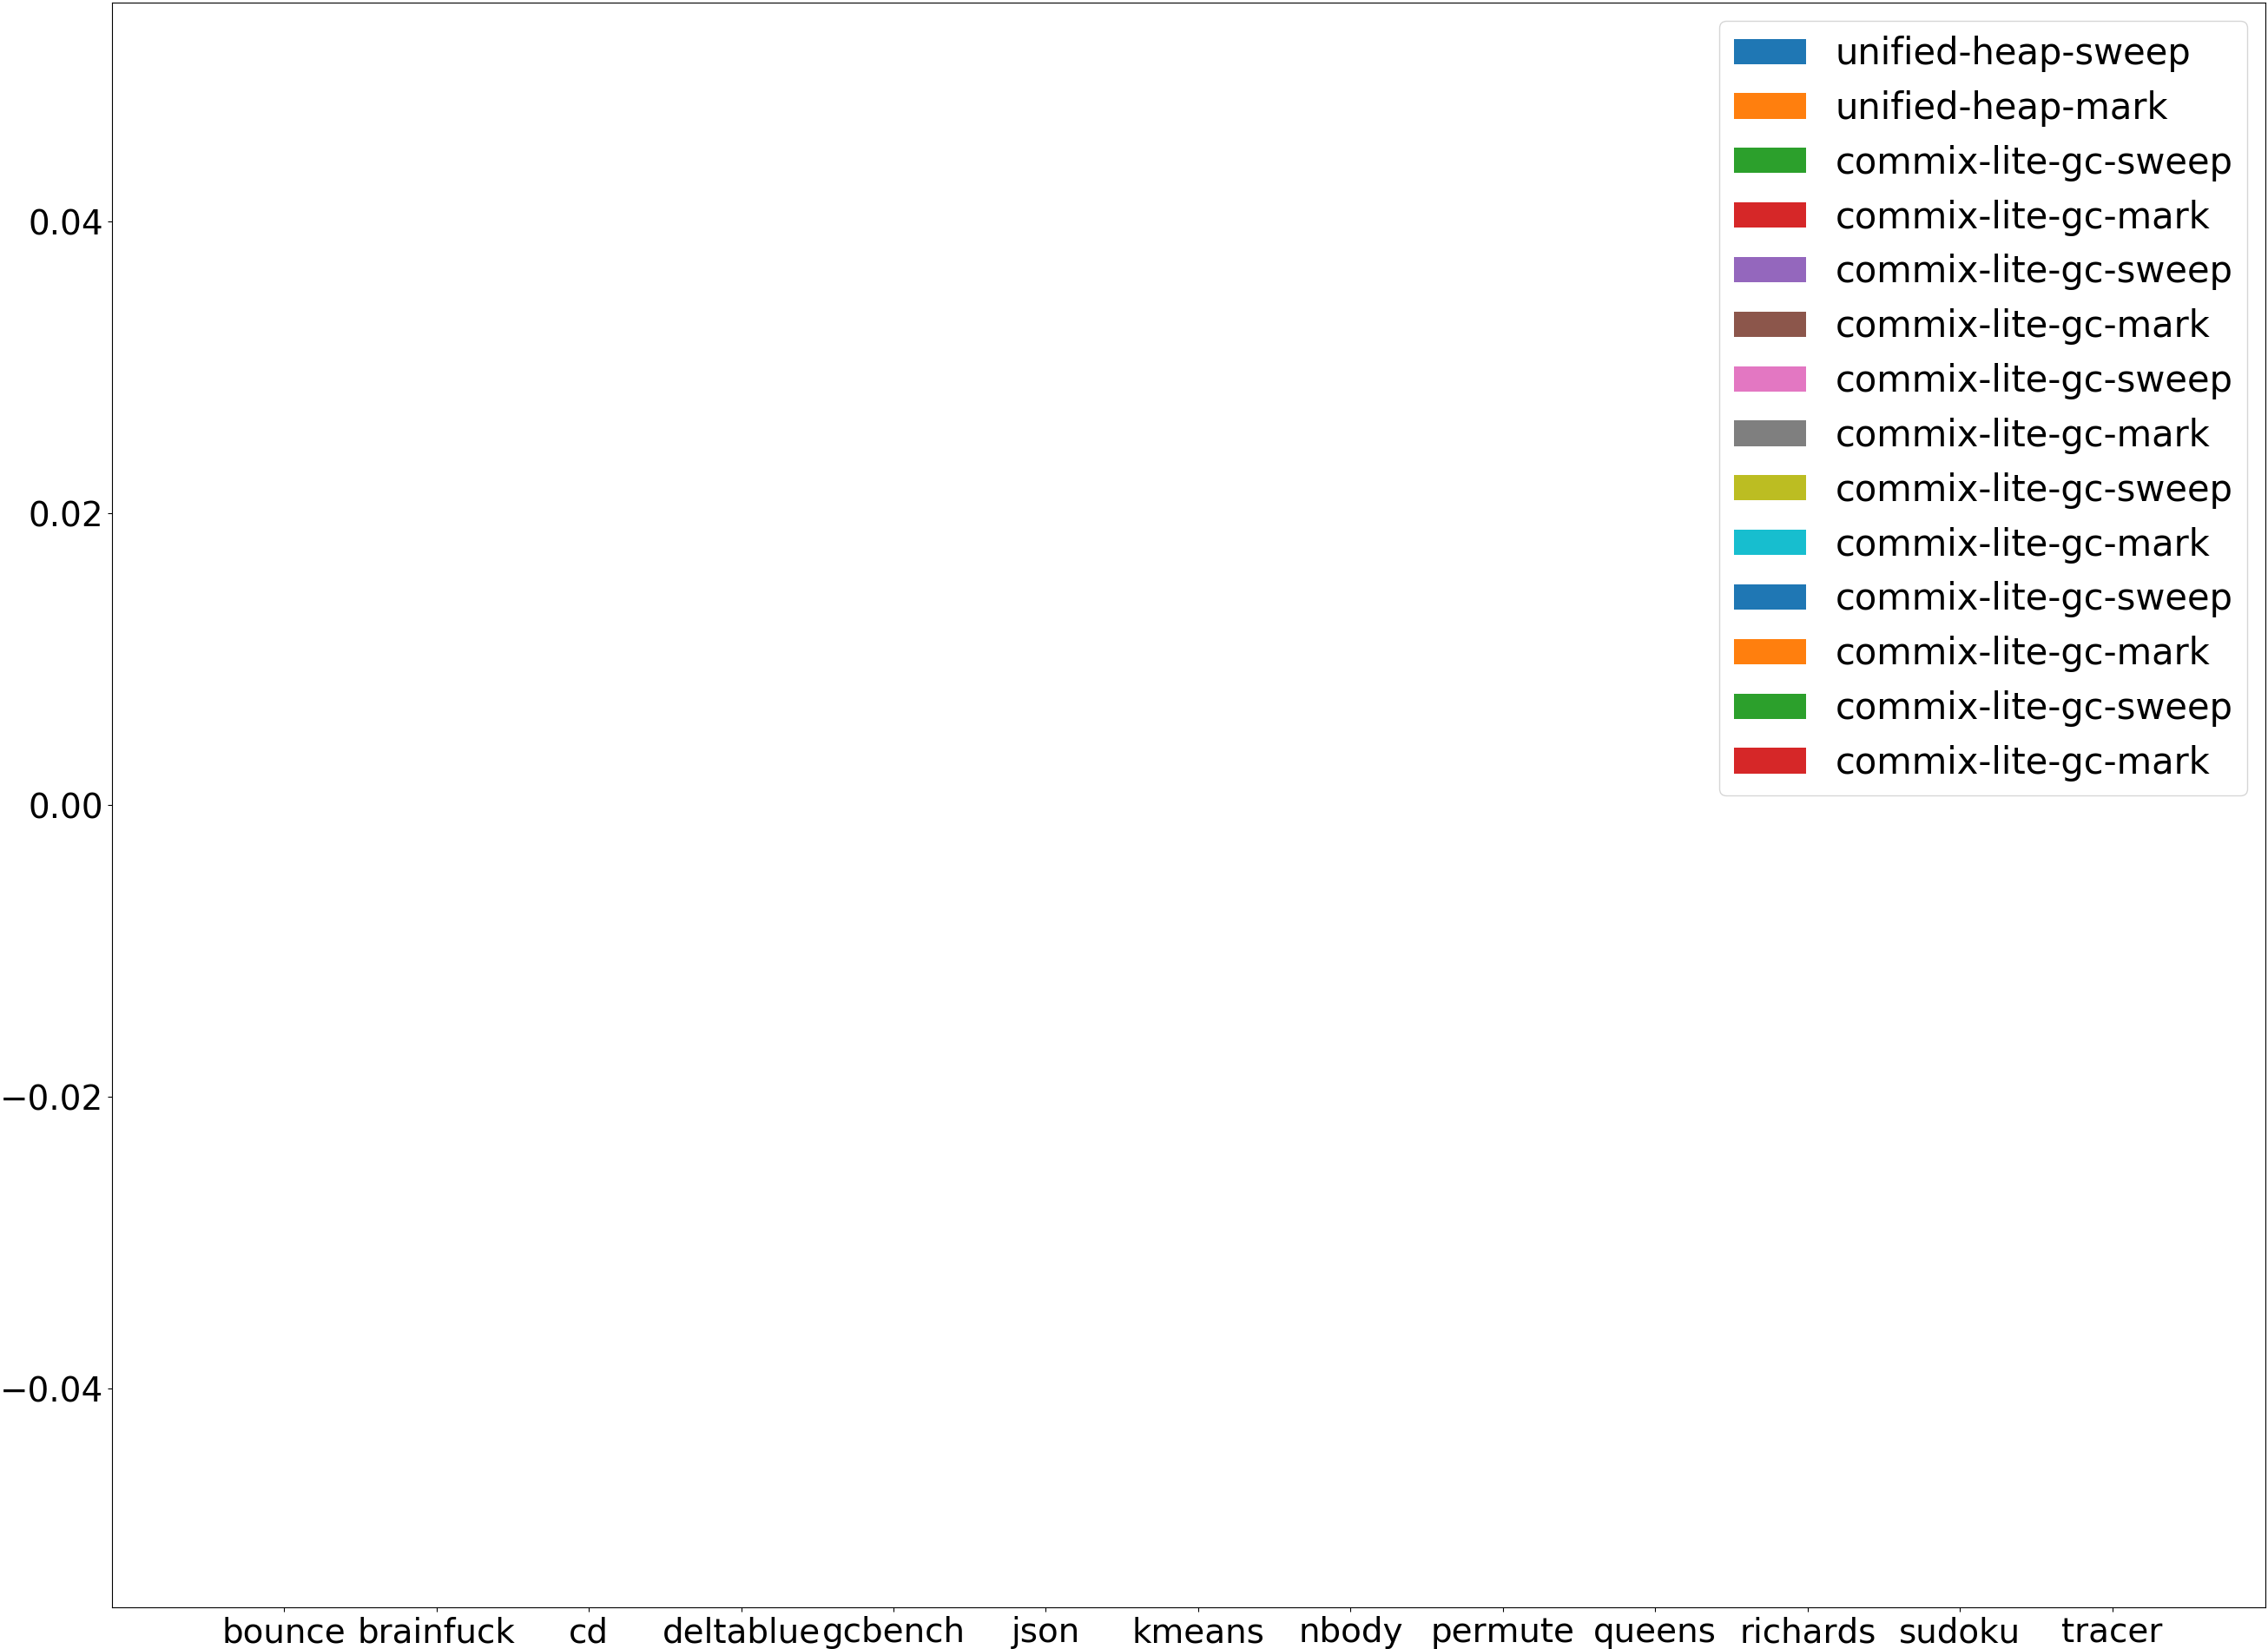 unified-heap-sweep
unified-heap-mark
commix-lite-gc-sweep
commix-lite-gc-mark
commix-lite-gc-sweep
commix-lite-gc-mark
commix-lite-gc-sweep
commix-lite-gc-mark
commix-lite-gc-sweep
commix-lite-gc-mark
commix-lite-gc-sweep
commix-lite-gc-mark
commix-lite-gc-sweep
commix-lite-gc-mark
0.04
0.02
0.00
−0.02
−0.04
bounce brainfuck cd deltablue gcbench json kmeans nbody permute queens richards sudoku tracer